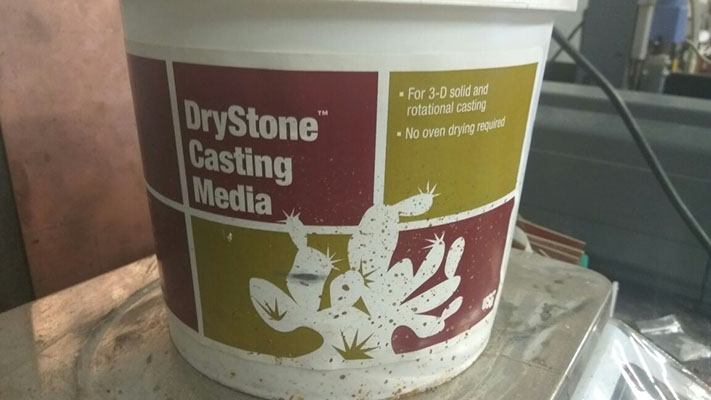 DryStone™
Casting
Media
▪ For 3-D solid and
rotational casting
▪ No oven drying required